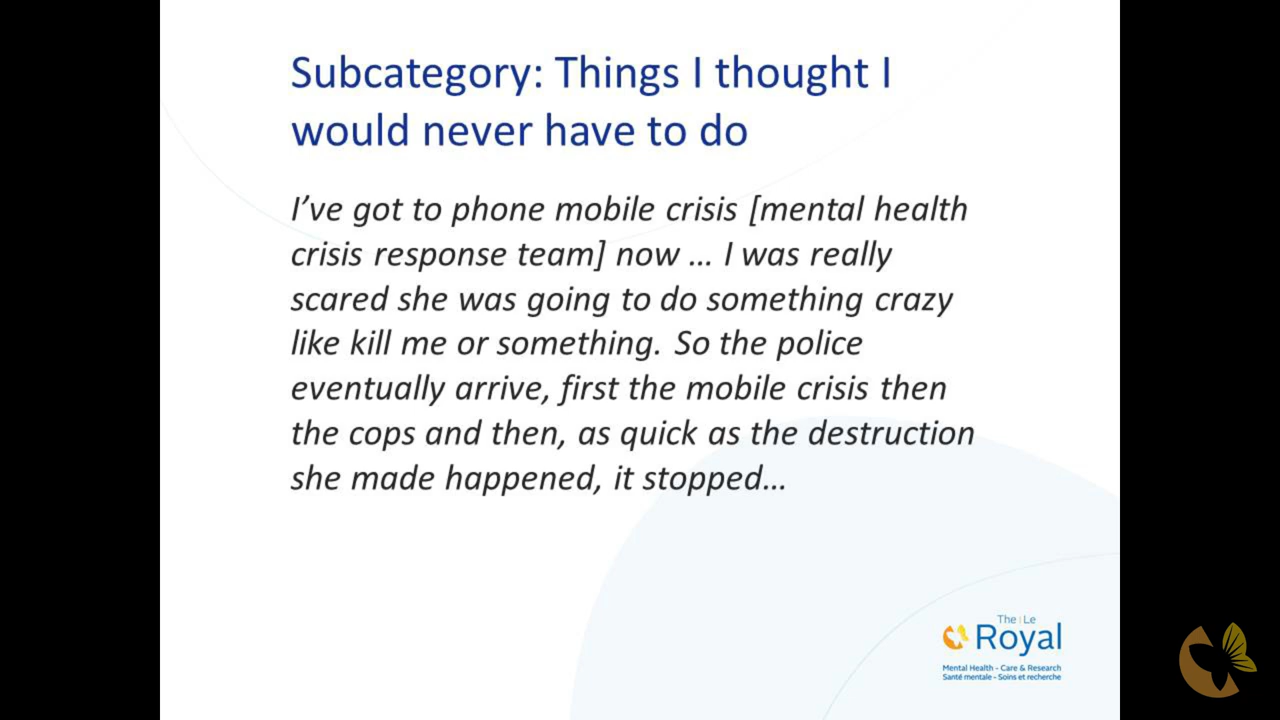 Subcategory: Things I thought I
would never have to do
I’ve got to phone mobile crisis [mental health
crisis response team] now … I was really
scared she was going to do something crazy
like kill me or something. So the police
eventually arrive, first the mobile crisis then
the cops and then, as quick as the destruction
she made happened, it stopped…
The | Le
Royal
Mental Health - Care & Research
Santé mentale - Soins et recherche